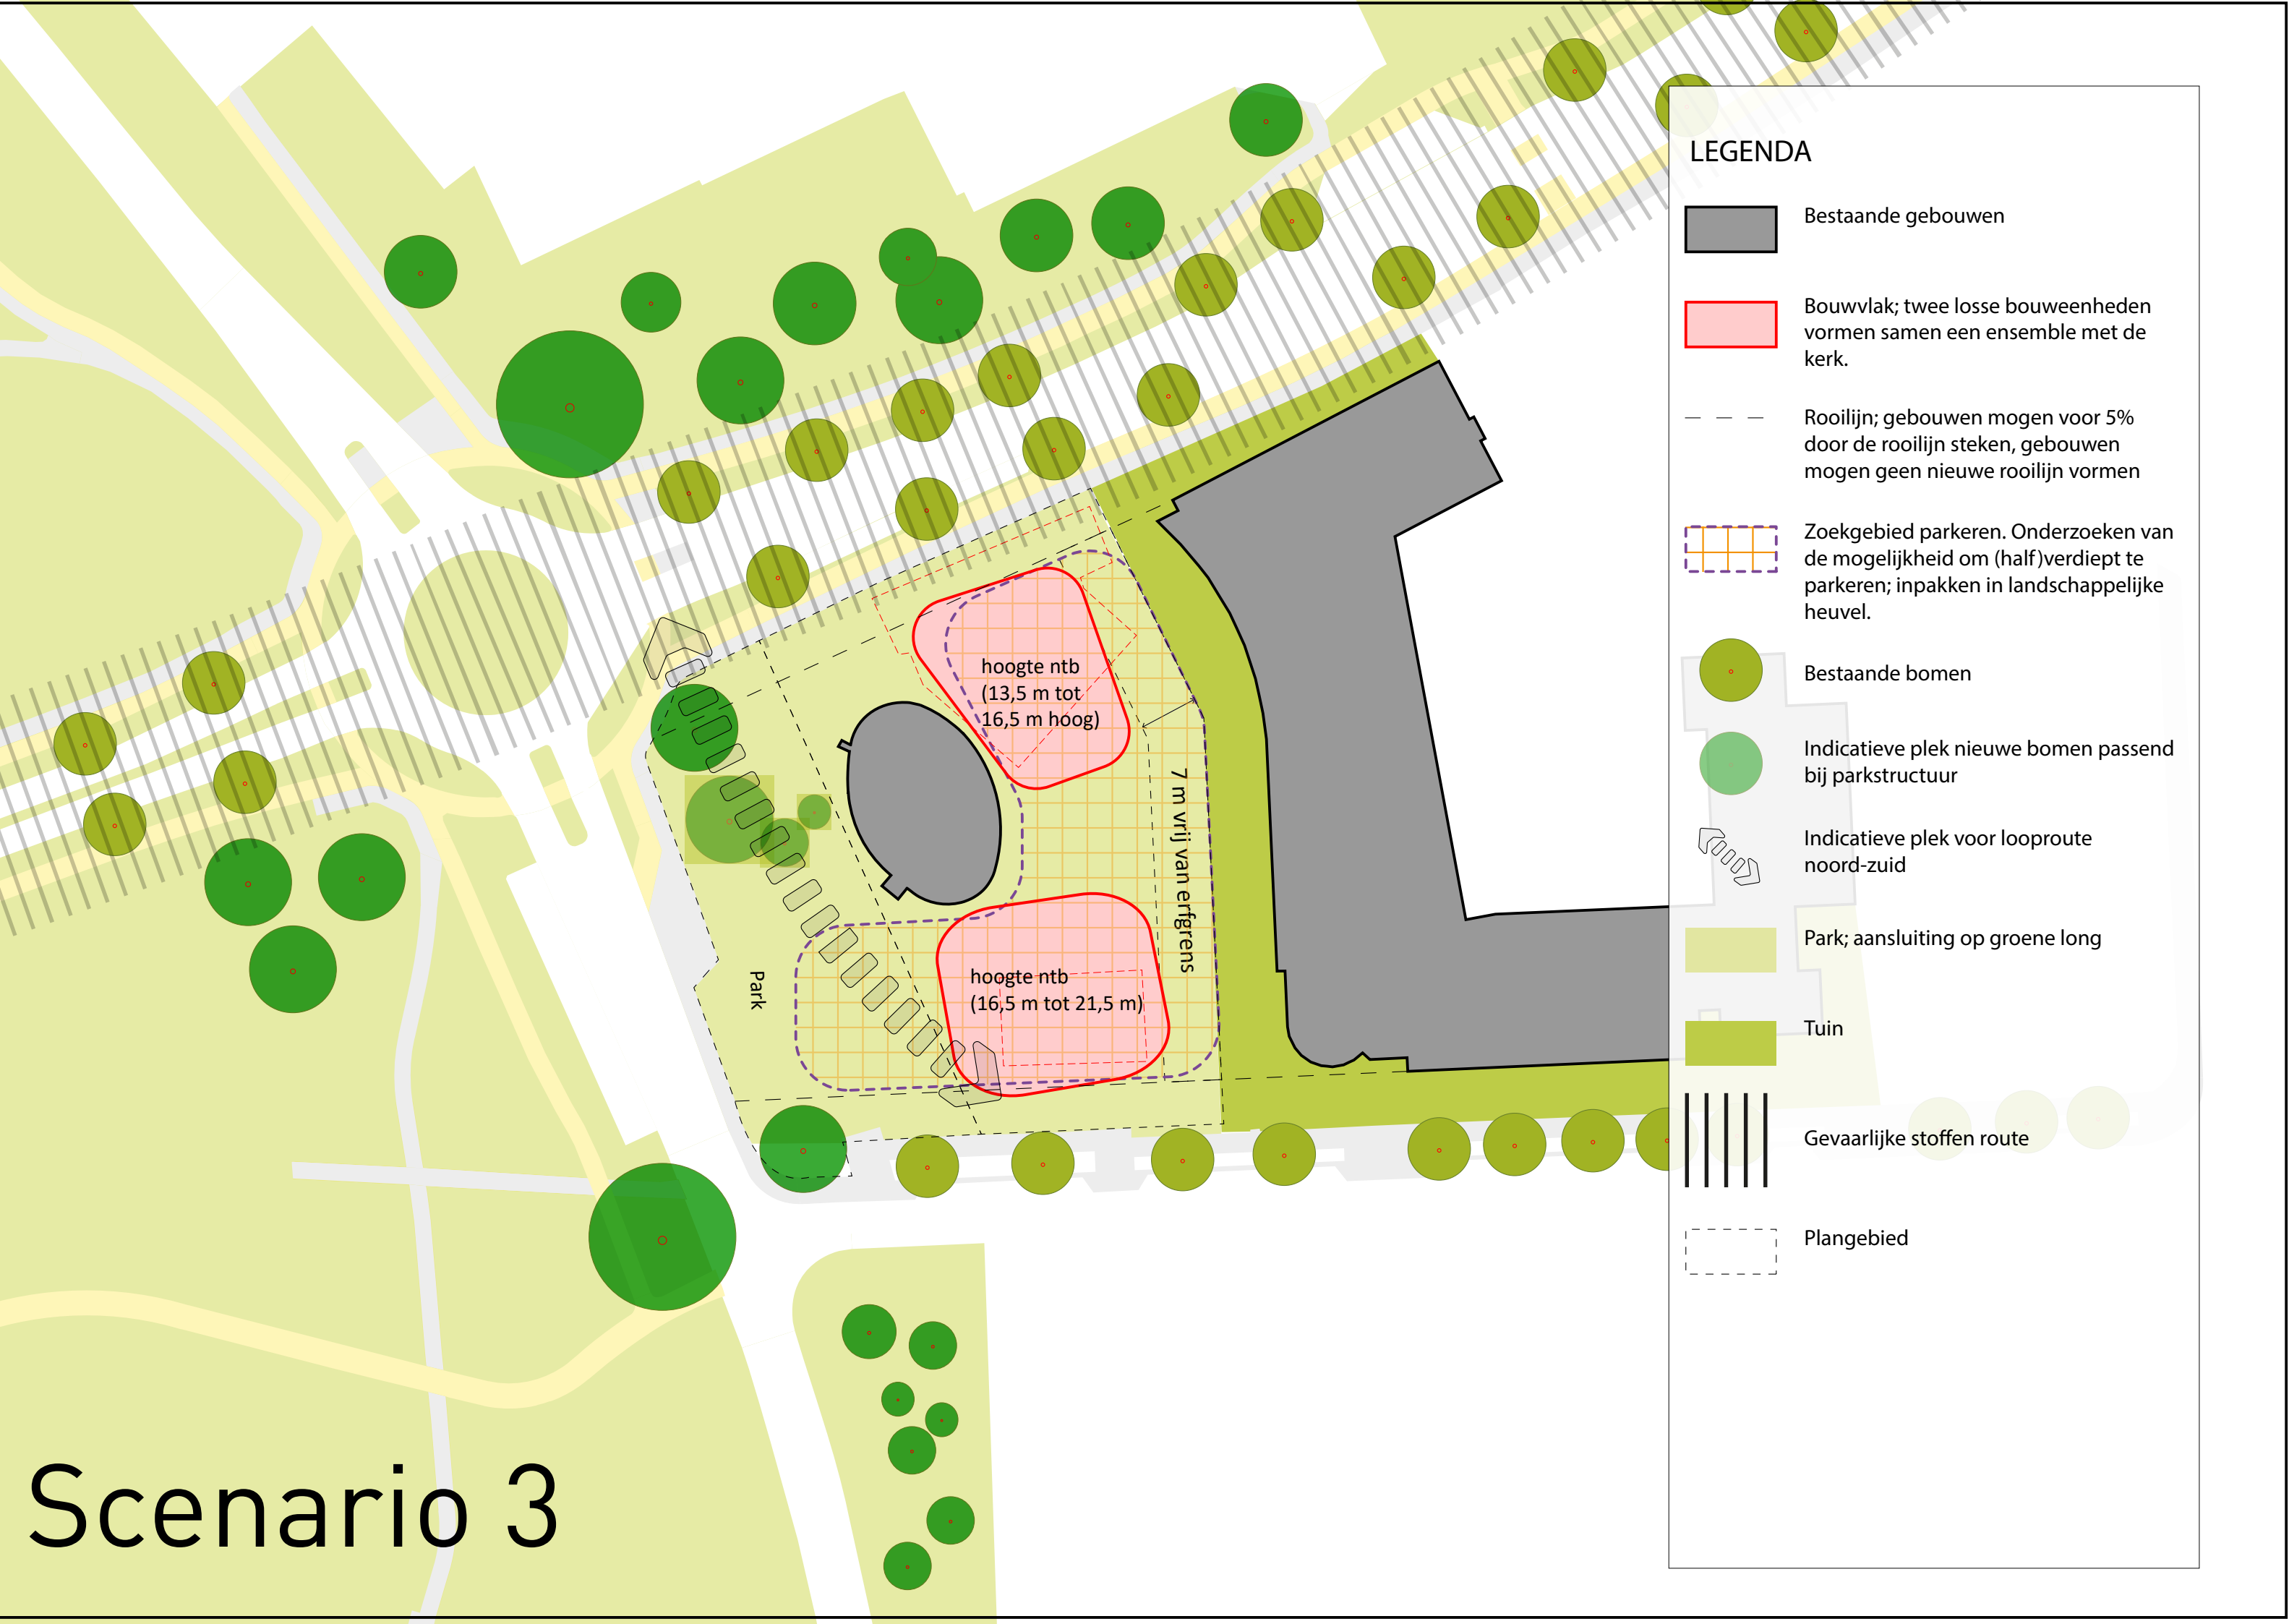 LEGENDA
Bestaande gebouwen
Bouwvlak; twee losse bouweenheden
vormen samen een ensemble met de
kerk.
Rooilijn; gebouwen mogen voor 5%
door de rooilijn steken, gebouwen
mogen geen nieuwe rooilijn vormen
Zoekgebied parkeren. Onderzoeken van
de mogelijkheid om (half)verdiept te
parkeren; inpakken in landschappelijke
heuvel.
Bestaande bomen
Indicatieve plek nieuwe bomen passend
bij parkstructuur
Indicatieve plek voor looproute
noord-zuid
Park; aansluiting op groene long
Tuin
Gevaarlijke stoffen route
Plangebied
hoogte ntb
(13,5 m tot
16,5 m hoog)
7 m vrij van erfgrens
hoogte ntb
(16,5 m tot 21,5 m)
Park
Scenario 3